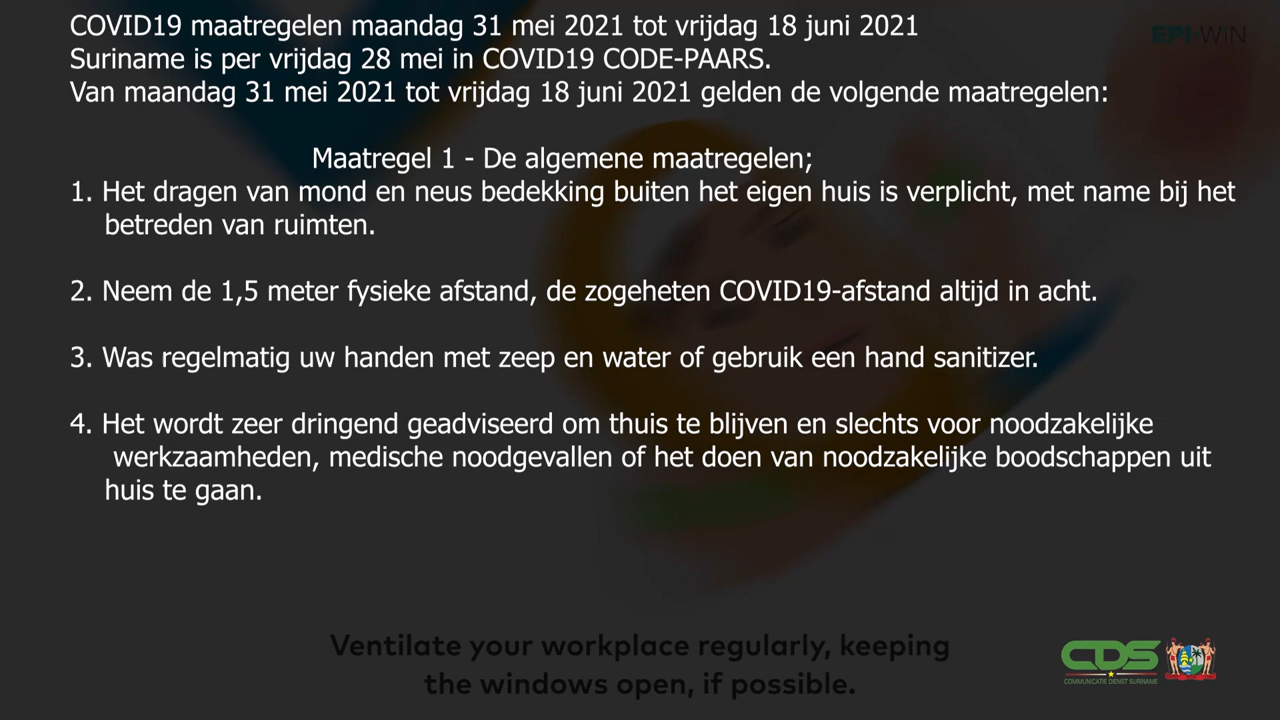 COVID19 maatregelen maandag 31 mei 2021 tot vrijdag 18 juni 2021
EPI-WiN
Suriname is per vrijdag 28 mei in COVID19 CODE-PAARS.
Van maandag 31 mei 2021 tot vrijdag 18 juni 2021 gelden de volgende maatregelen:
Maatregel 1 - De algemene maatregelen;
1. Het dragen van mond en neus bedekking buiten het eigen huis is verplicht, met name bij het
betreden van ruimten.
2. Neem de 1,5 meter fysieke afstand, de zogeheten COVID19-afstand altijd in acht.
3. Was regelmatig uw handen met zeep en water of gebruik een hand sanitizer.
4. Het wordt zeer dringend geadviseerd om thuis te blijven en slechts voor noodzakelijke
werkzaamheden, medische noodgevallen of het doen van noodzakelijke boodschappen uit
huis te gaan.
Ventilate your workplace regularly, keeping
the windows open, if possible.
CDS
COMMUNICATIE DIENST SURINAME